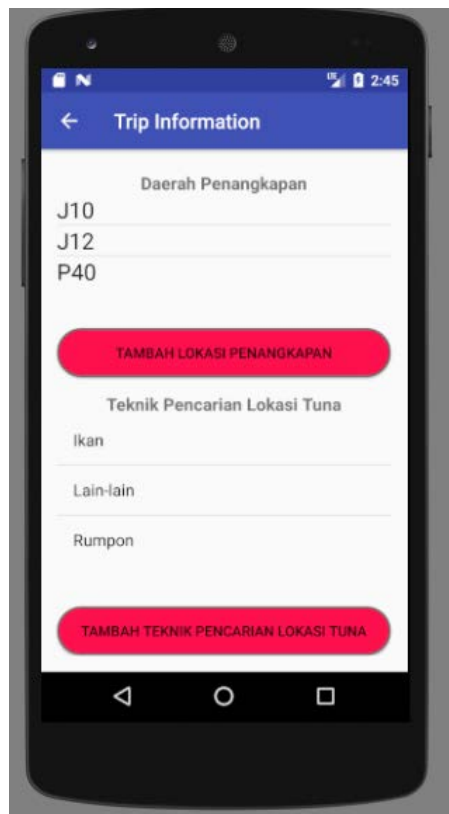 LTE 2:45
Trip Information
Daerah Penangkapan
J10
J12
P40
TAMBAH LOKASI PENANGKAPAN
Teknik Pencarian Lokasi Tuna
Ikan
Lain-lain
Rumpon
TAMBAH TEKNIK PENCARIAN LOKASI TUNA